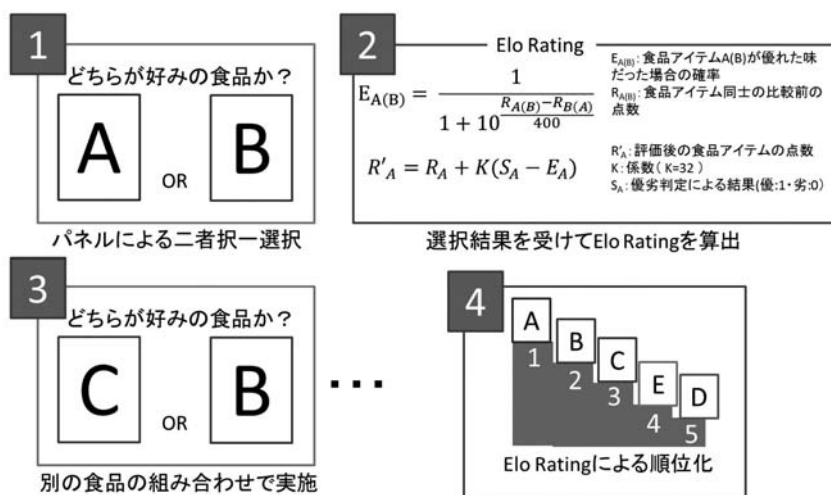 1
どちらが好みの食品か?
A
OR
B
パネルによる二者択一選択
2
Elo Rating
E_{A(B)} = \frac{1}{1 + 10^{\frac{R_{A(B)} - R_{B(A)}}{400}}}
R'_A = R_A + K(S_A - E_A)
E_{A(B)}:食品アイテムA(B)が優れた味
だった場合の確率
R_{A(B)}:食品アイテム同士の比較前の
点数
R'_A:評価後の食品アイテムの点数
K:係数(K=32)
S_A:優劣判定による結果(優:1・劣:0)
選択結果を受けてElo Ratingを算出
3
どちらが好みの食品か?
C
OR
B
別の食品の組み合わせで実施
・・・
4
A
B
C
E
D
1
2
3
4
5
Elo Ratingによる順位化